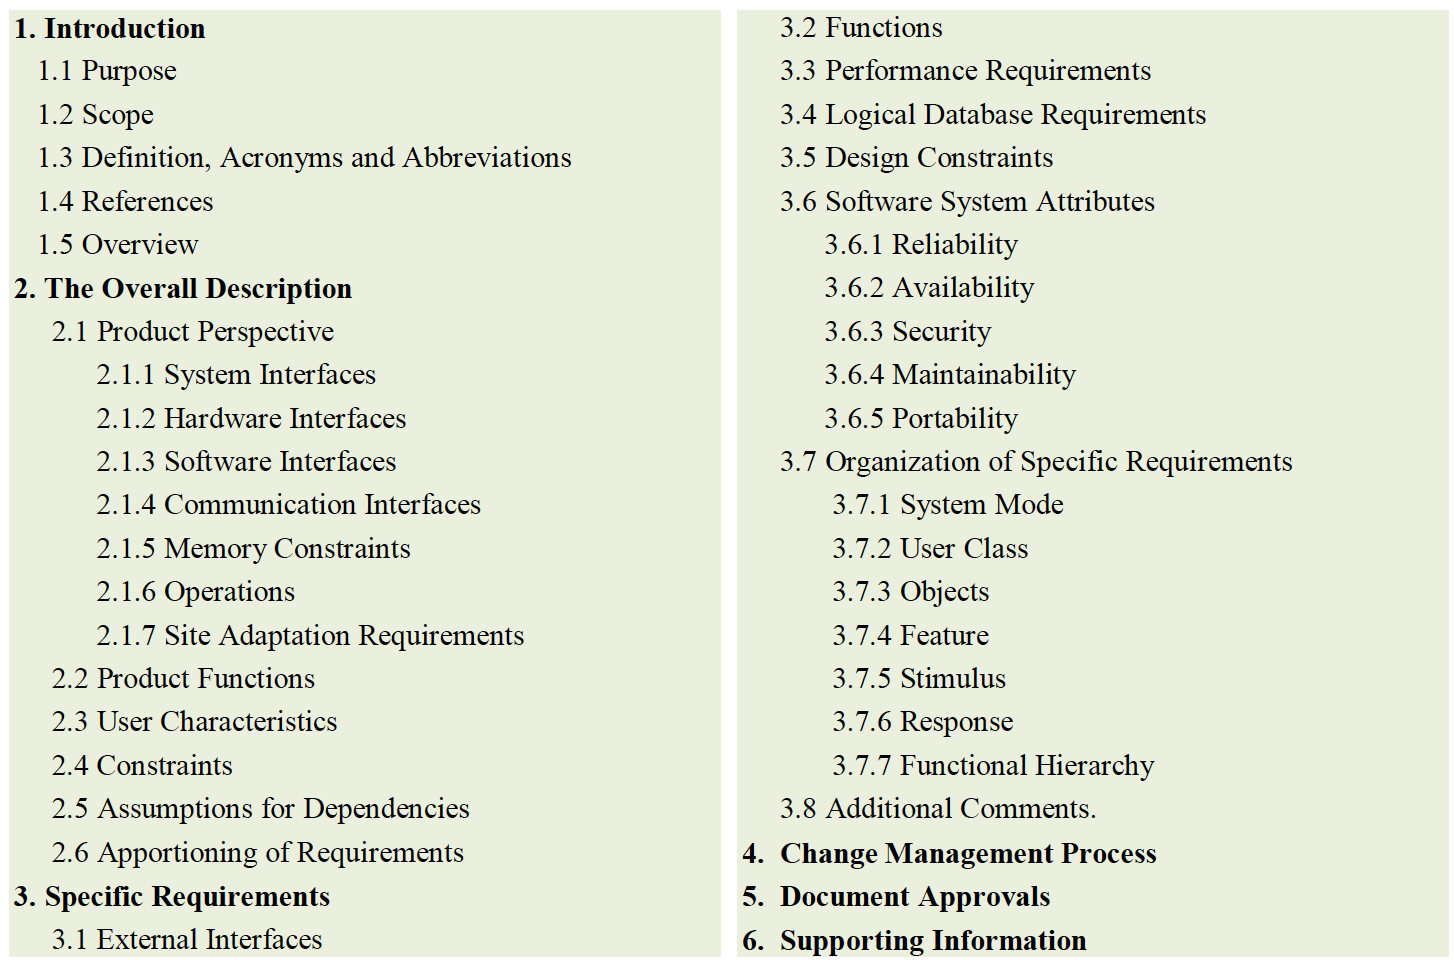 1. Introduction
1.1 Purpose
1.2 Scope
1.3 Definition, Acronyms and Abbreviations
1.4 References
1.5 Overview
2. The Overall Description
2.1 Product Perspective
2.1.1 System Interfaces
2.1.2 Hardware Interfaces
2.1.3 Software Interfaces
2.1.4 Communication Interfaces
2.1.5 Memory Constraints
2.1.6 Operations
2.1.7 Site Adaptation Requirements
2.2 Product Functions
2.3 User Characteristics
2.4 Constraints
2.5 Assumptions for Dependencies
2.6 Apportioning of Requirements
3. Specific Requirements
3.1 External Interfaces
3.2 Functions
3.3 Performance Requirements
3.4 Logical Database Requirements
3.5 Design Constraints
3.6 Software System Attributes
3.6.1 Reliability
3.6.2 Availability
3.6.3 Security
3.6.4 Maintainability
3.6.5 Portability
3.7 Organization of Specific Requirements
3.7.1 System Mode
3.7.2 User Class
3.7.3 Objects
3.7.4 Feature
3.7.5 Stimulus
3.7.6 Response
3.7.7 Functional Hierarchy
3.8 Additional Comments.
4. Change Management Process
5. Document Approvals
6. Supporting Information